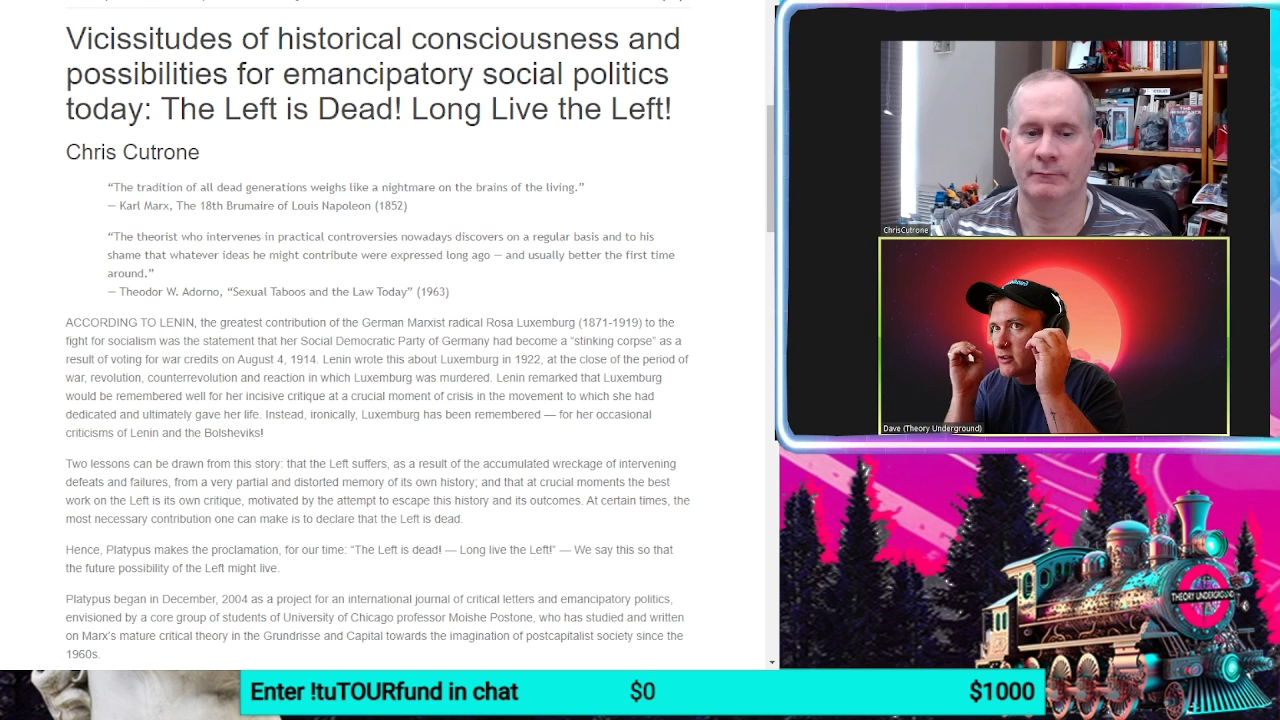 Vicissitudes of historical consciousness and
possibilities for emancipatory social politics
today: The Left is Dead! Long Live the Left!
Chris Cutrone
“The tradition of all dead generations weighs like a nightmare on the brains of the living.”
— Karl Marx, The 18th Brumaire of Louis Napoleon (1852)
“The theorist who intervenes in practical controversies nowadays discovers on a regular basis and to his
shame that whatever ideas he might contribute were expressed long ago — and usually better the first time
around.”
— Theodor W. Adorno, “Sexual Taboos and the Law Today” (1963)
ACCORDING TO LENIN, the greatest contribution of the German Marxist radical Rosa Luxemburg (1871-1919) to the
fight for socialism was the statement that her Social Democratic Party of Germany had become a “stinking corpse” as a
result of voting for war credits on August 4, 1914. Lenin wrote this about Luxemburg in 1922, at the close of the period of
war, revolution, counterrevolution and reaction in which Luxemburg was murdered. Lenin remarked that Luxemburg
would be remembered well for her incisive critique at a crucial moment of crisis in the movement to which she had
dedicated and ultimately gave her life. Instead, ironically, Luxemburg has been remembered — for her occasional
criticisms of Lenin and the Bolsheviks!
Two lessons can be drawn from this story: that the Left suffers, as a result of the accumulated wreckage of intervening
defeats and failures, from a very partial and distorted memory of its own history; and that at crucial moments the best
work on the Left is its own critique, motivated by the attempt to escape this history and its outcomes. At certain times, the
most necessary contribution one can make is to declare that the Left is dead.
Hence, Platypus makes the proclamation, for our time: “The Left is dead! — Long live the Left!” — We say this so that
the future possibility of the Left might live.
Platypus began in December, 2004 as a project for an international journal of critical letters and emancipatory politics,
envisioned by a core group of students of University of Chicago professor Moishe Postone, who has studied and written
on Marx’s mature critical theory in the Grundrisse and Capital towards the imagination of postcapitalist society since the
1960s.
ChrisCutrone
Dave (Theory Underground)
THEORY UNDERGROUND
Enter !tuTOURfund in chat $0 $1000